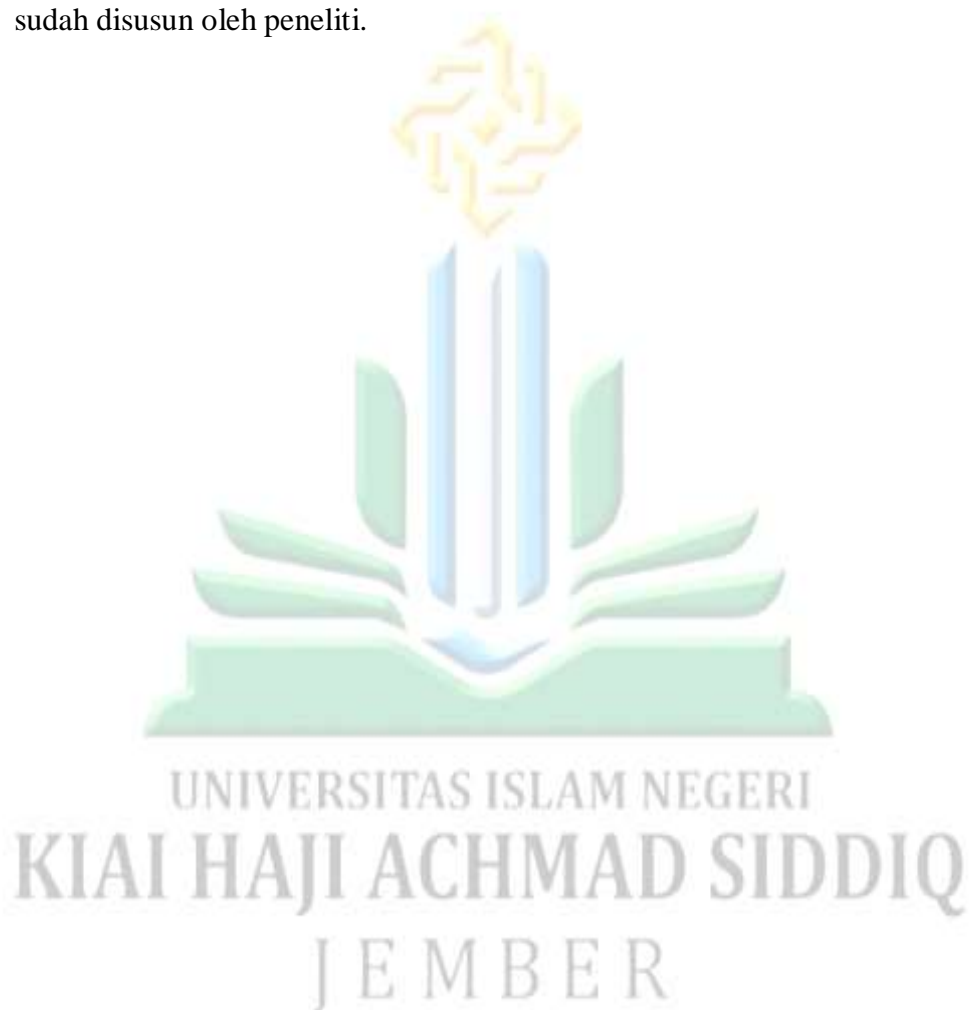 sudah disusun oleh peneliti.
UNIVERSITAS ISLAM NEGERI
KIAI HAJI ACHMAD SIDDIQ
JEMBER